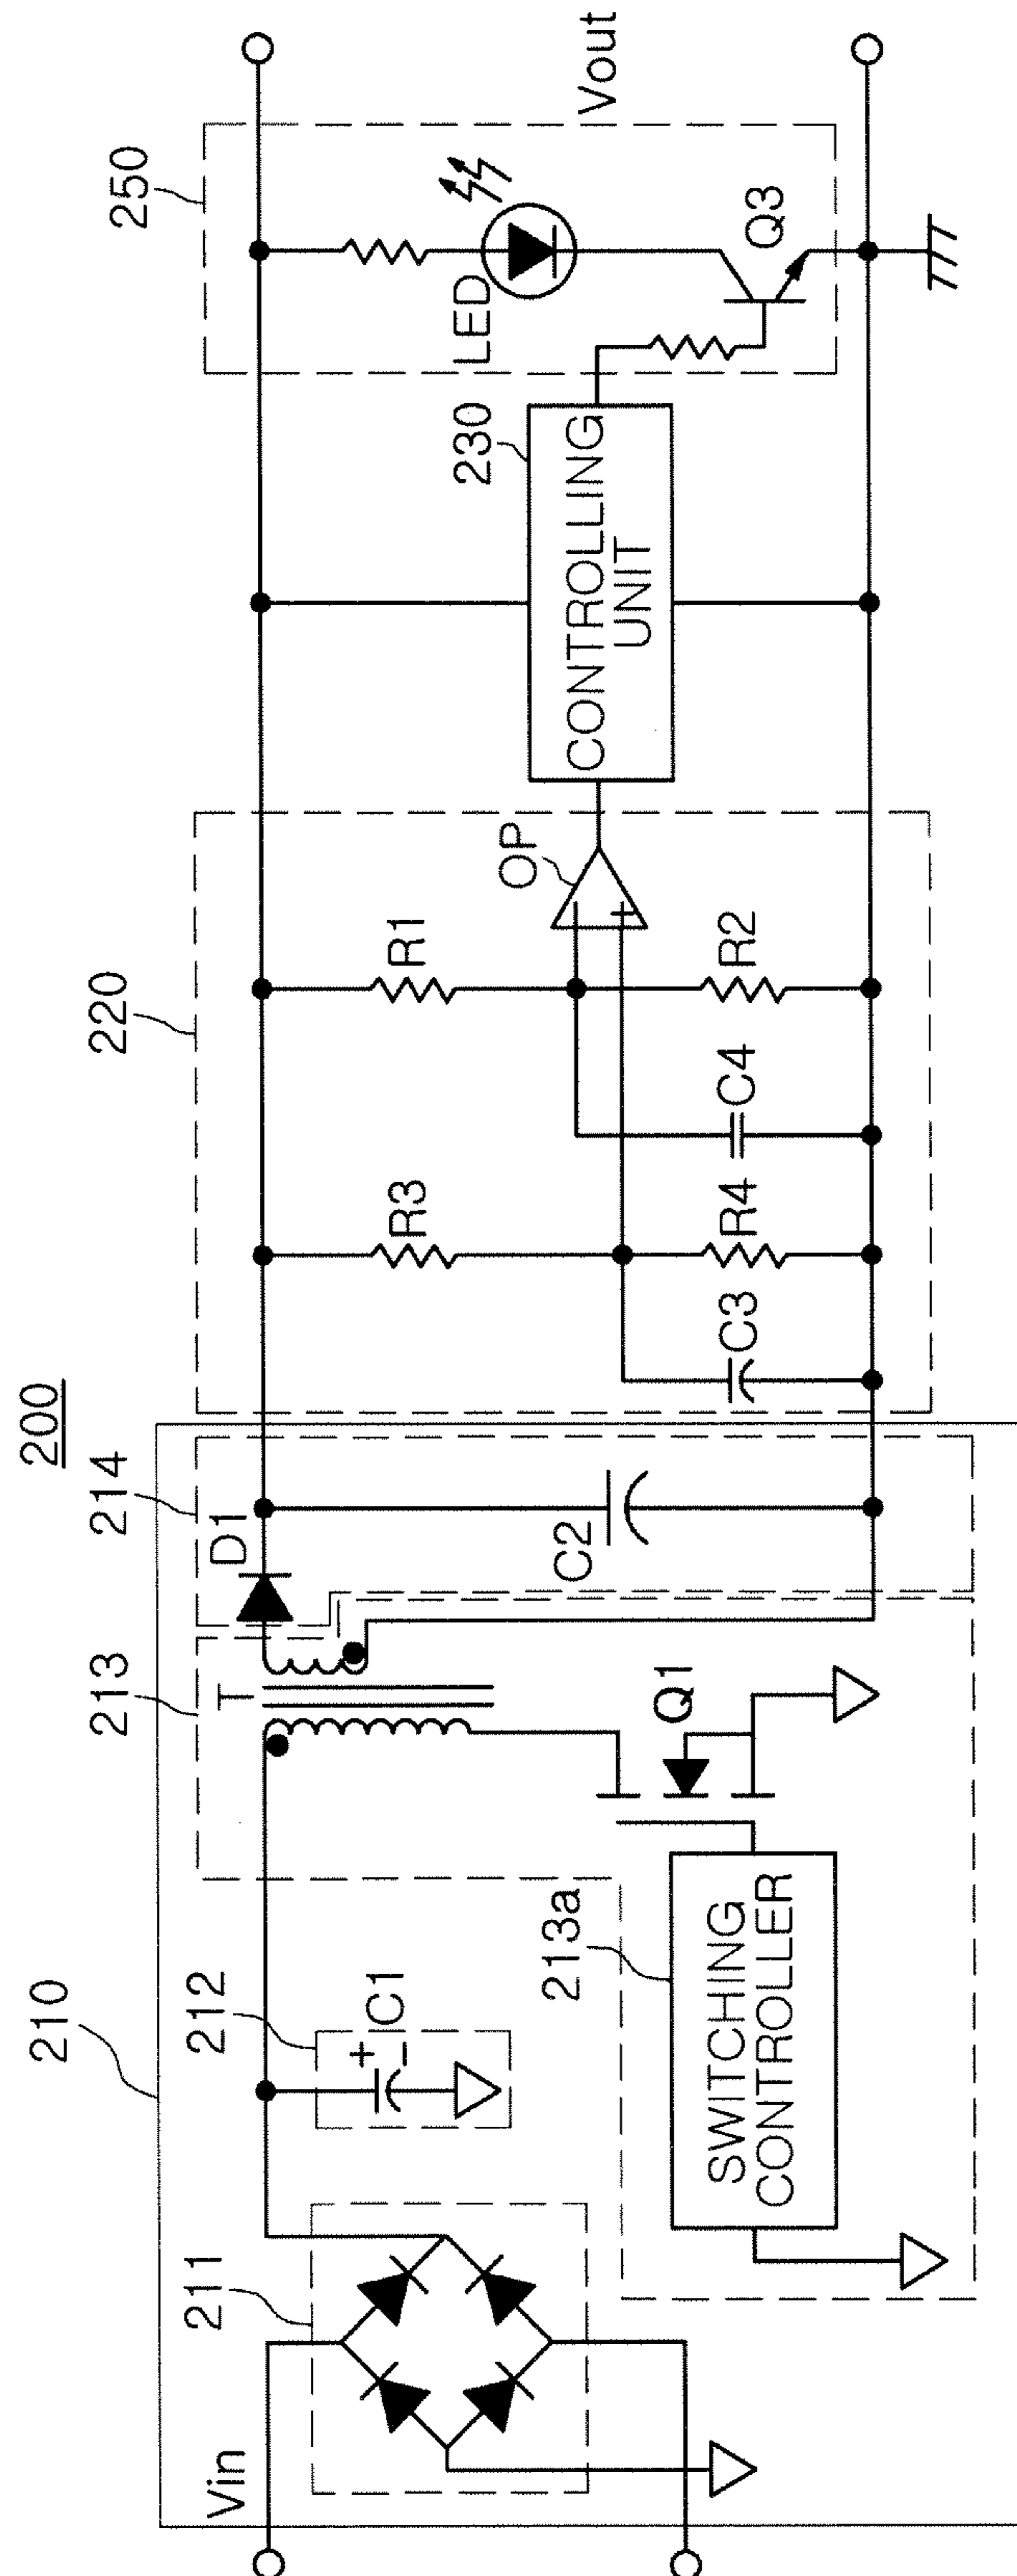 200
210
Vin
211
212
+
−
C1
213
T
213a
SWITCHING
CONTROLLER
Q1
214
D1
C2
220
R3
C3
R4
R1
C4
R2
OP
+
230
CONTROLLING
UNIT
250
LED
Q3
Vout